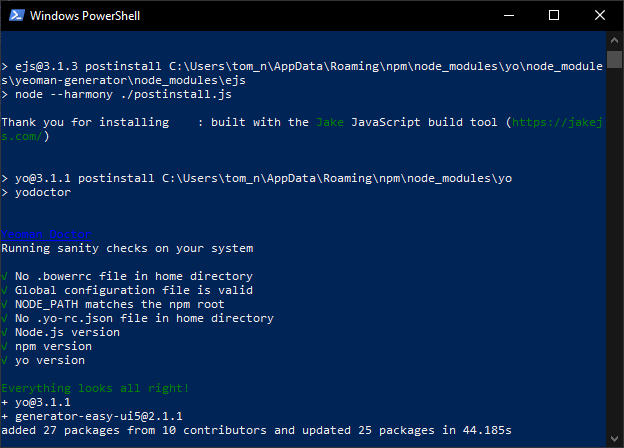 Windows PowerShell
> ejs@3.1.3 postinstall C:\Users\tom_n\AppData\Roaming\npm\node_modules\yo\node_module
s\yeoman-generator\node_modules\ejs
> node --harmony ./postinstall.js
Thank you for installing    : built with the Jake JavaScript build tool (https://jakej
s.com/)
> yo@3.1.1 postinstall C:\Users\tom_n\AppData\Roaming\npm\node_modules\yo
> yodoctor
Yeoman Doctor
Running sanity checks on your system
√ No .bowerrc file in home directory
√ Global configuration file is valid
√ NODE_PATH matches the npm root
√ No .yo-rc.json file in home directory
√ Node.js version
√ npm version
√ yo version
Everything looks all right!
+ yo@3.1.1
+ generator-easy-ui5@2.1.1
added 27 packages from 10 contributors and updated 25 packages in 44.185s